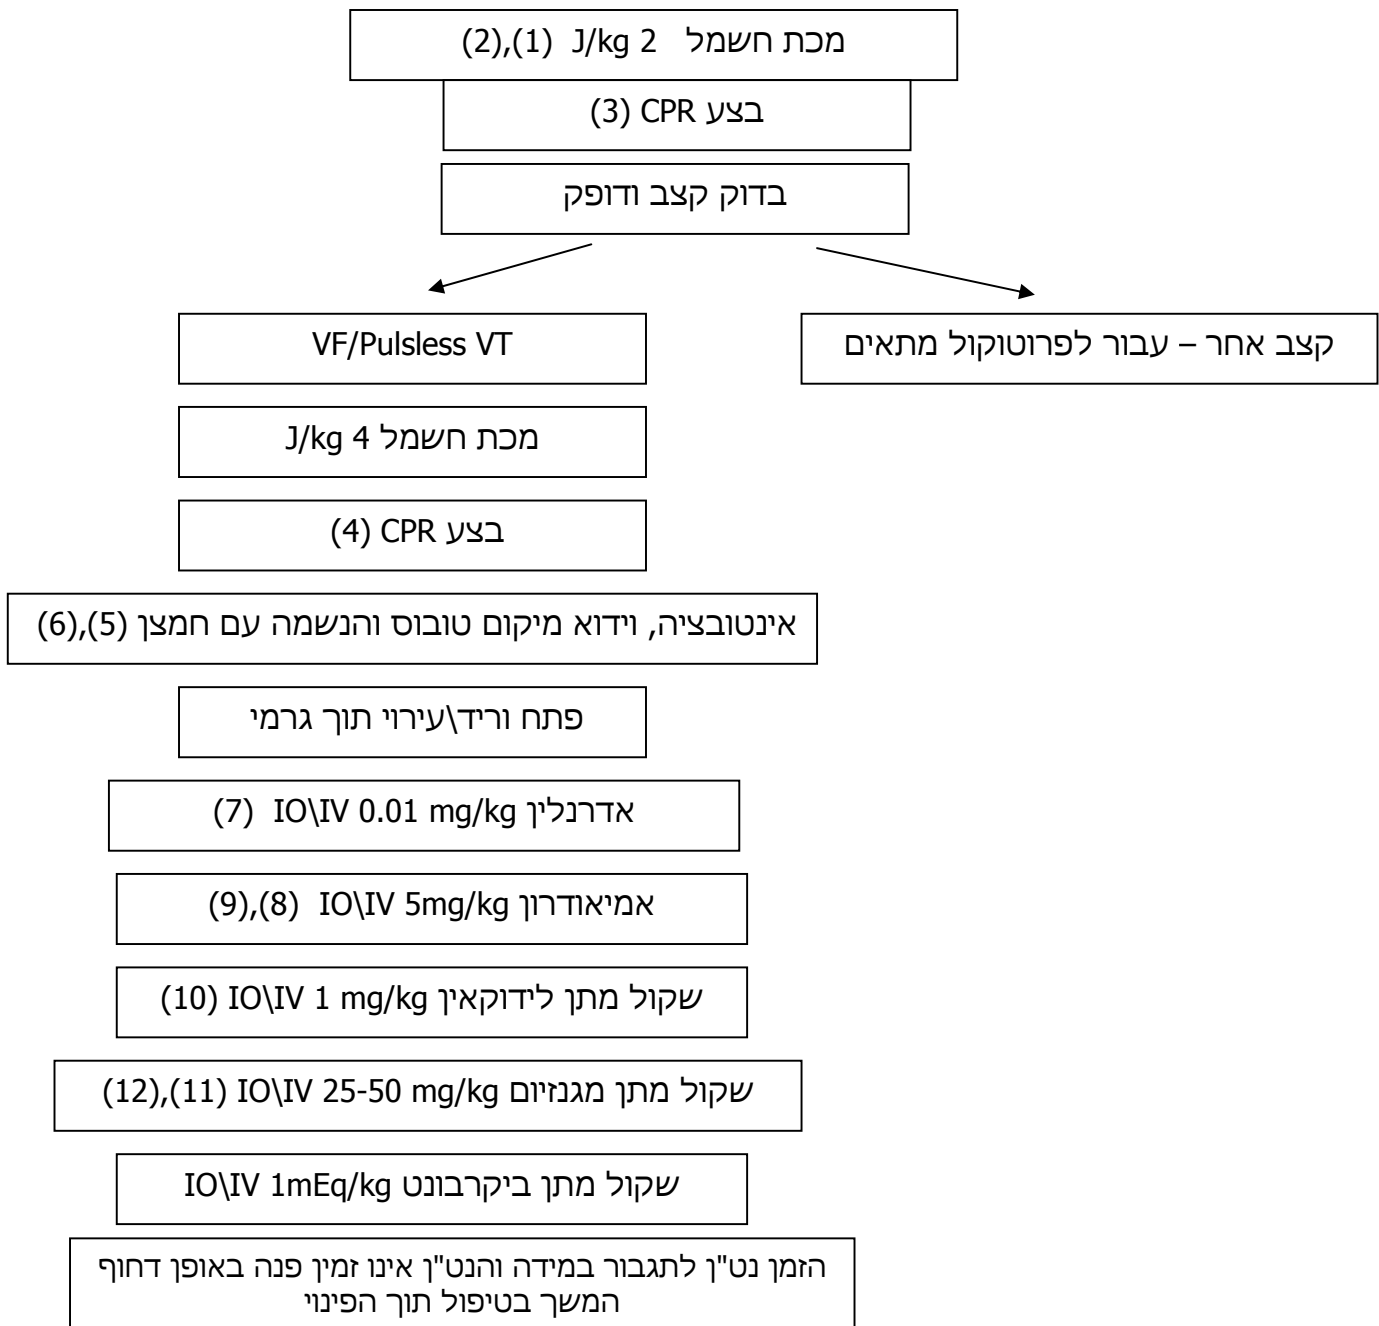 מכת חשמל 2 J/kg (1),(2)
בצע CPR (3)
בדוק קצב ודופק
VF/Pulsless VT
קצב אחר – עבור לפרוטוקול מתאים
מכת חשמל 4 J/kg
בצע CPR (4)
אינטובציה, וידוא מיקום טובוס והנשמה עם חמצן (5),(6)
פתח וריד\עירוי תוך גרמי
אדרנלין IO\IV 0.01 mg/kg (7)
אמיאודרון IO\IV 5mg/kg (8),(9)
שקול מתן לידוקאין IO\IV 1 mg/kg (10)
שקול מתן מגנזיום IO\IV 25-50 mg/kg (11),(12)
שקול מתן ביקרבונט IO\IV 1mEq/kg
הזמן נט"ן לתגבור במידה והנט"ן אינו זמין פנה באופן דחוף
המשך בטיפול תוך הפינוי